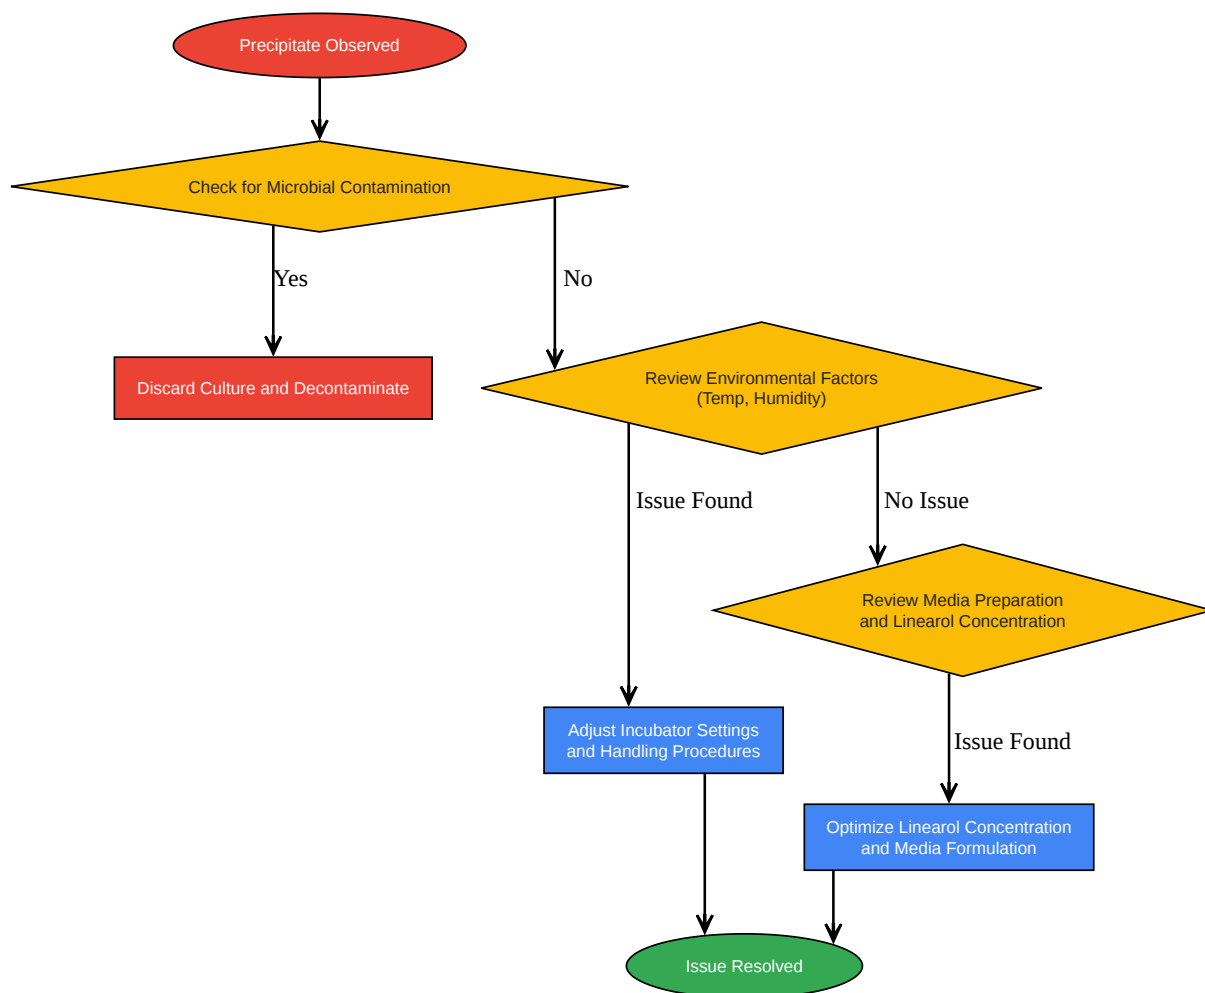 Precipitate Observed
Check for Microbial Contamination
Yes
No
Discard Culture and Decontaminate
Review Environmental Factors
(Temp, Humidity)
Issue Found
No Issue
Review Media Preparation
and Linearol Concentration
Adjust Incubator Settings
and Handling Procedures
Issue Found
Optimize Linearol Concentration
and Media Formulation
Issue Resolved